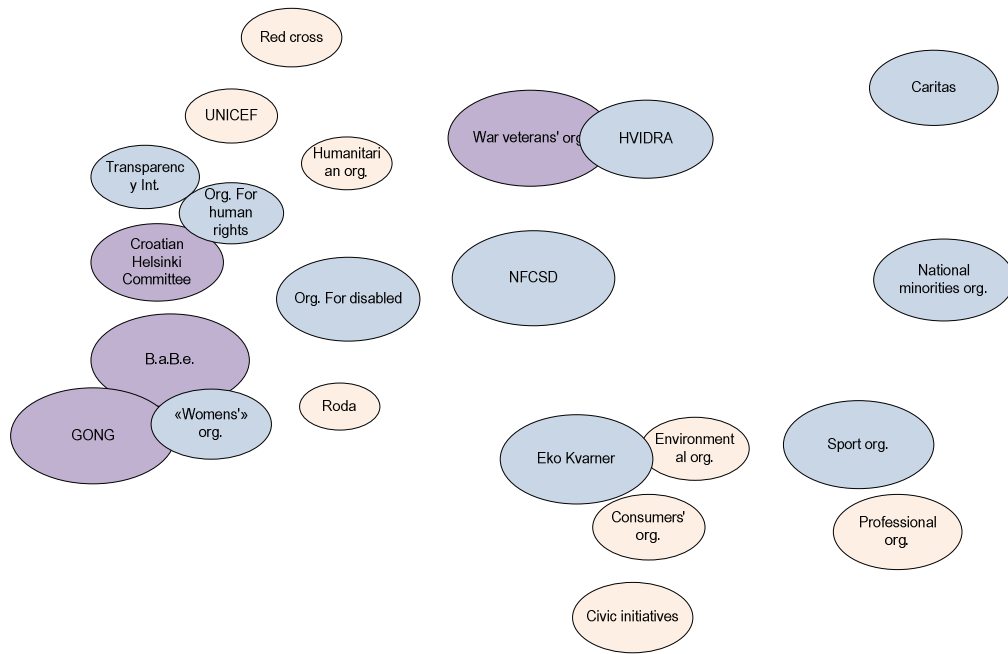 Red cross
UNICEF
Caritas
War veterans' org
HVIDRA
Humanitari
an org.
Transparenc
y Int.
Org. For
human
rights
Croatian
Helsinki
Committee
Org. For disabled
NFCSD
National
minorities org.
B.a.B.e.
Roda
«Womens'»
org.
GONG
Eko Kvarner
Environment
al org.
Sport org.
Consumers'
org.
Professional
org.
Civic initiatives